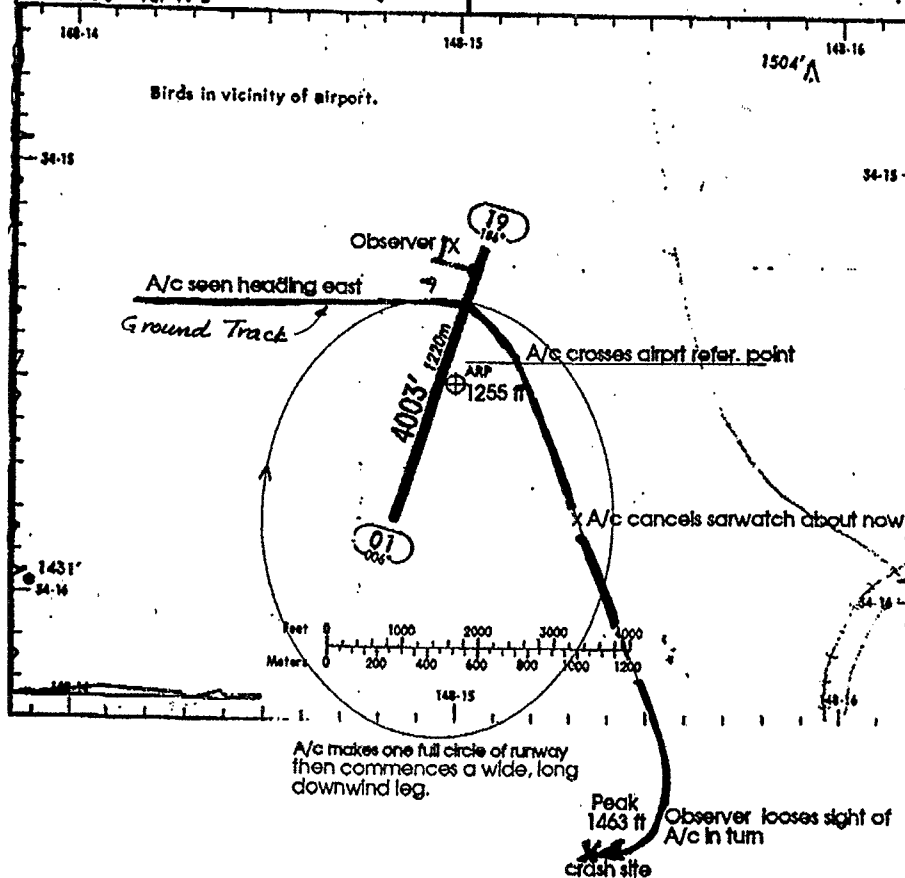 148-14
148-15
148-16
1504'
Birds in vicinity of airport.
34-15
34-15
19
184°
Observer X
A/c seen heading east
Ground Track
A/c crosses airprt refer. point
4003' 1220m
ARP
1255 ft
X A/c cancels sarwatch about now
01
006°
1431'
34-16
34-16
Feet 0 1000 2000 3000 4000
Meters 0 200 400 600 800 1000 1200
148-15
148-16
A/c makes one full circle of runway
then commences a wide, long
downwind leg.
Peak
1463 ft
Observer looses sight of
A/c in turn
crash site